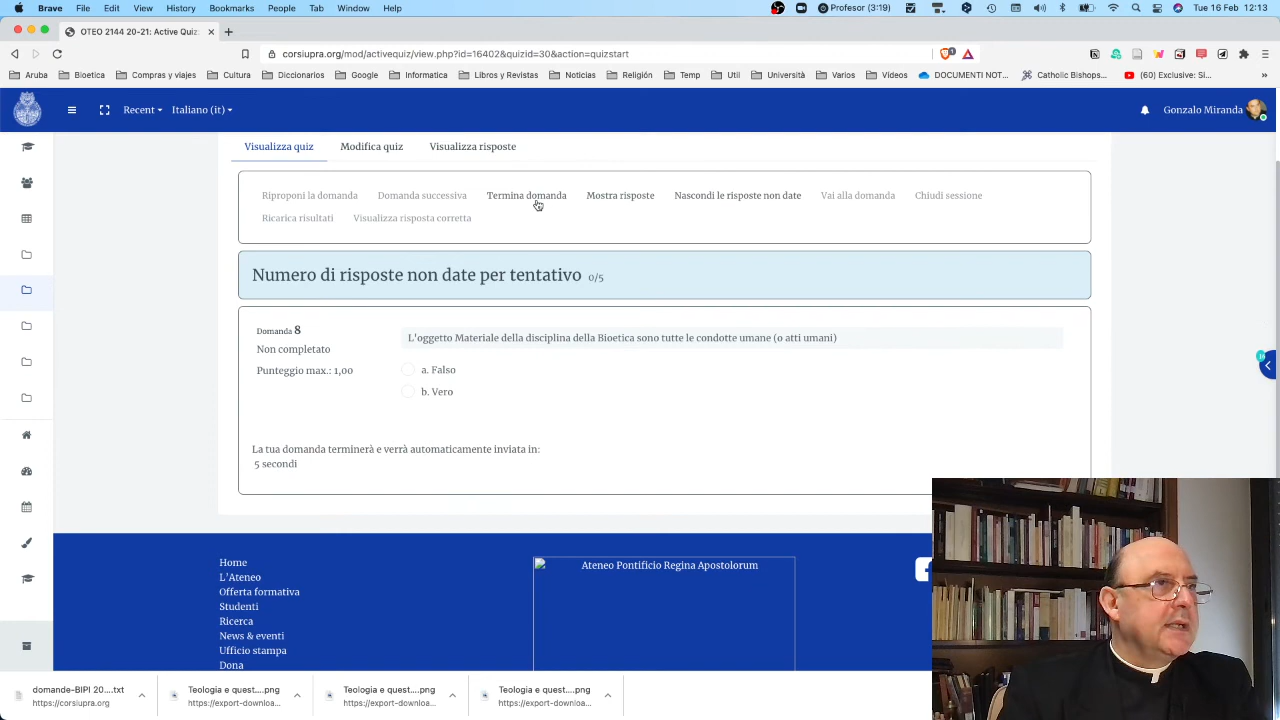 Brave File Edit View History Bookmarks People Tab Window Help Profesor (3:19) Tue 16 Feb 12:13
OTEO 2144 20-21: Active Quiz:
corsiupra.org/mod/activequiz/view.php?id=16402&quizid=30&action=quizstart
Aruba Bioetica Compras y viajes Cultura Diccionarios Google Informatica Libros y Revistas Noticias Religión Temp Util Università Varios Vídeos DOCUMENTI NOT... Catholic Bishops... (60) Exclusive: Si...
Recent Italiano (it) Gonzalo Miranda
Visualizza quiz Modifica quiz Visualizza risposte
Riproponi la domanda Domanda successiva Termina domanda Mostra risposte Nascondi le risposte non date Vai alla domanda Chiudi sessione
Ricarica risultati Visualizza risposta corretta
Numero di risposte non date per tentativo 0/5
Domanda 8
Non completato
Punteggio max.: 1,00
L'oggetto Materiale della disciplina della Bioetica sono tutte le condotte umane (o atti umani)
a. Falso
b. Vero
La tua domanda terminerà e verrà automaticamente inviata in:
5 secondi
Home
L'Ateneo
Offerta formativa
Studenti
Ricerca
News & eventi
Ufficio stampa
Dona
Ateneo Pontificio Regina Apostolorum
domande-BIPI 20....txt Teologia e quest....png Teologia e quest....png Teologia e quest....png
https://corsiupra.org https://export-downloa... https://export-downloa... https://export-downloa...